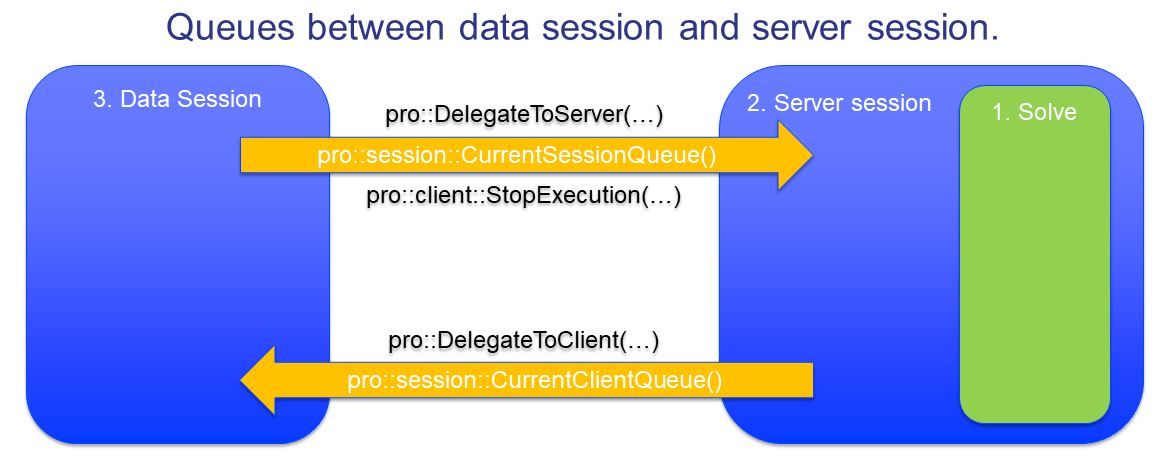 Queues between data session and server session.
3. Data Session
pro::DelegateToServer(…)
2. Server session
1. Solve
pro::session::CurrentSessionQueue()
pro::client::StopExecution(…)
pro::DelegateToClient(…)
pro::session::CurrentClientQueue()